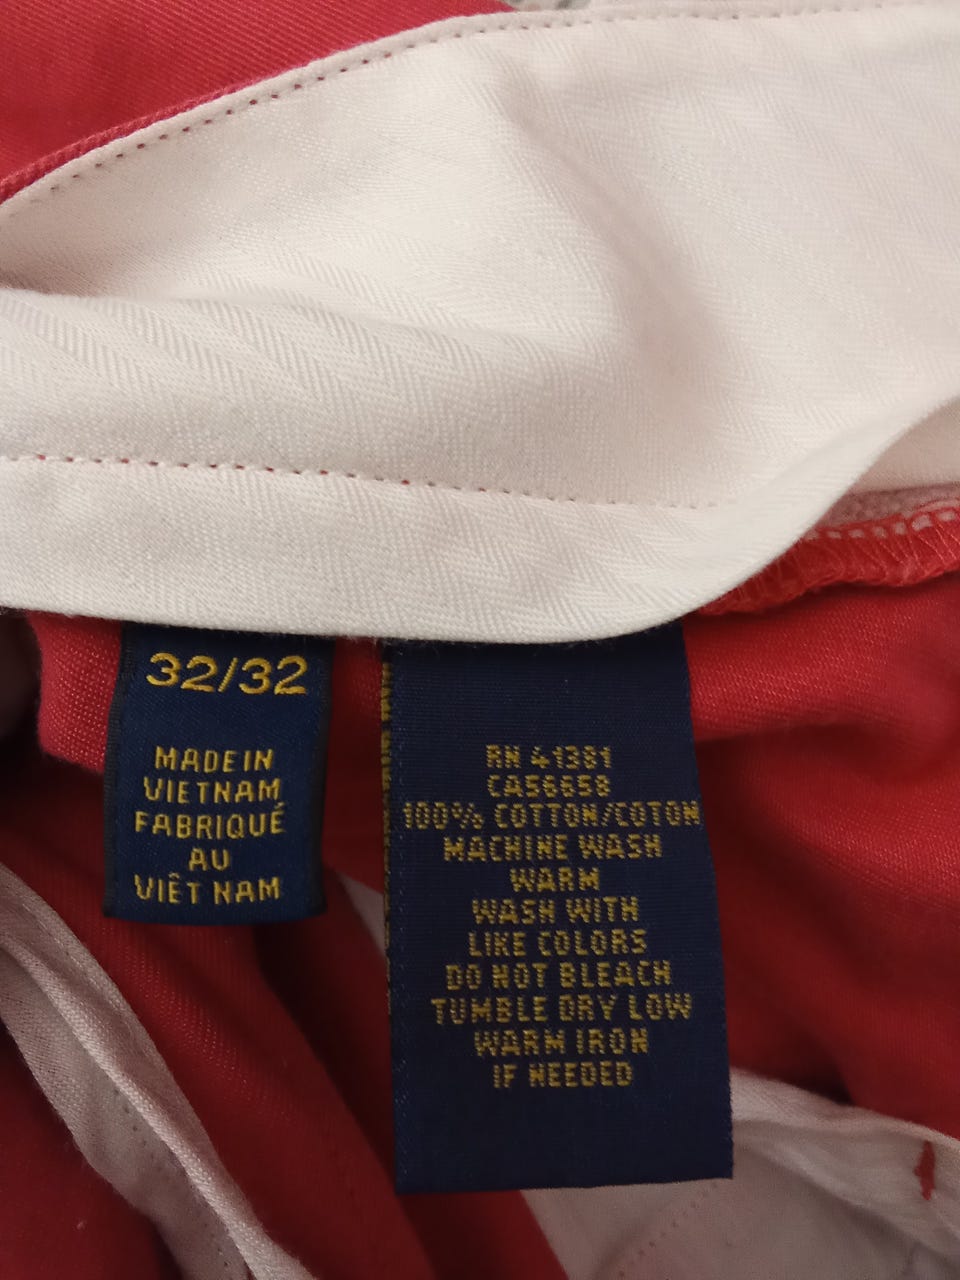 32/32
MADE IN
VIETNAM
FABRIQUÉ
AU
VIÊT NAM
RN 41381
CA56658
100% COTTON/COTON
MACHINE WASH
WARM
WASH WITH
LIKE COLORS
DO NOT BLEACH
TUMBLE DRY LOW
WARM IRON
IF NEEDED